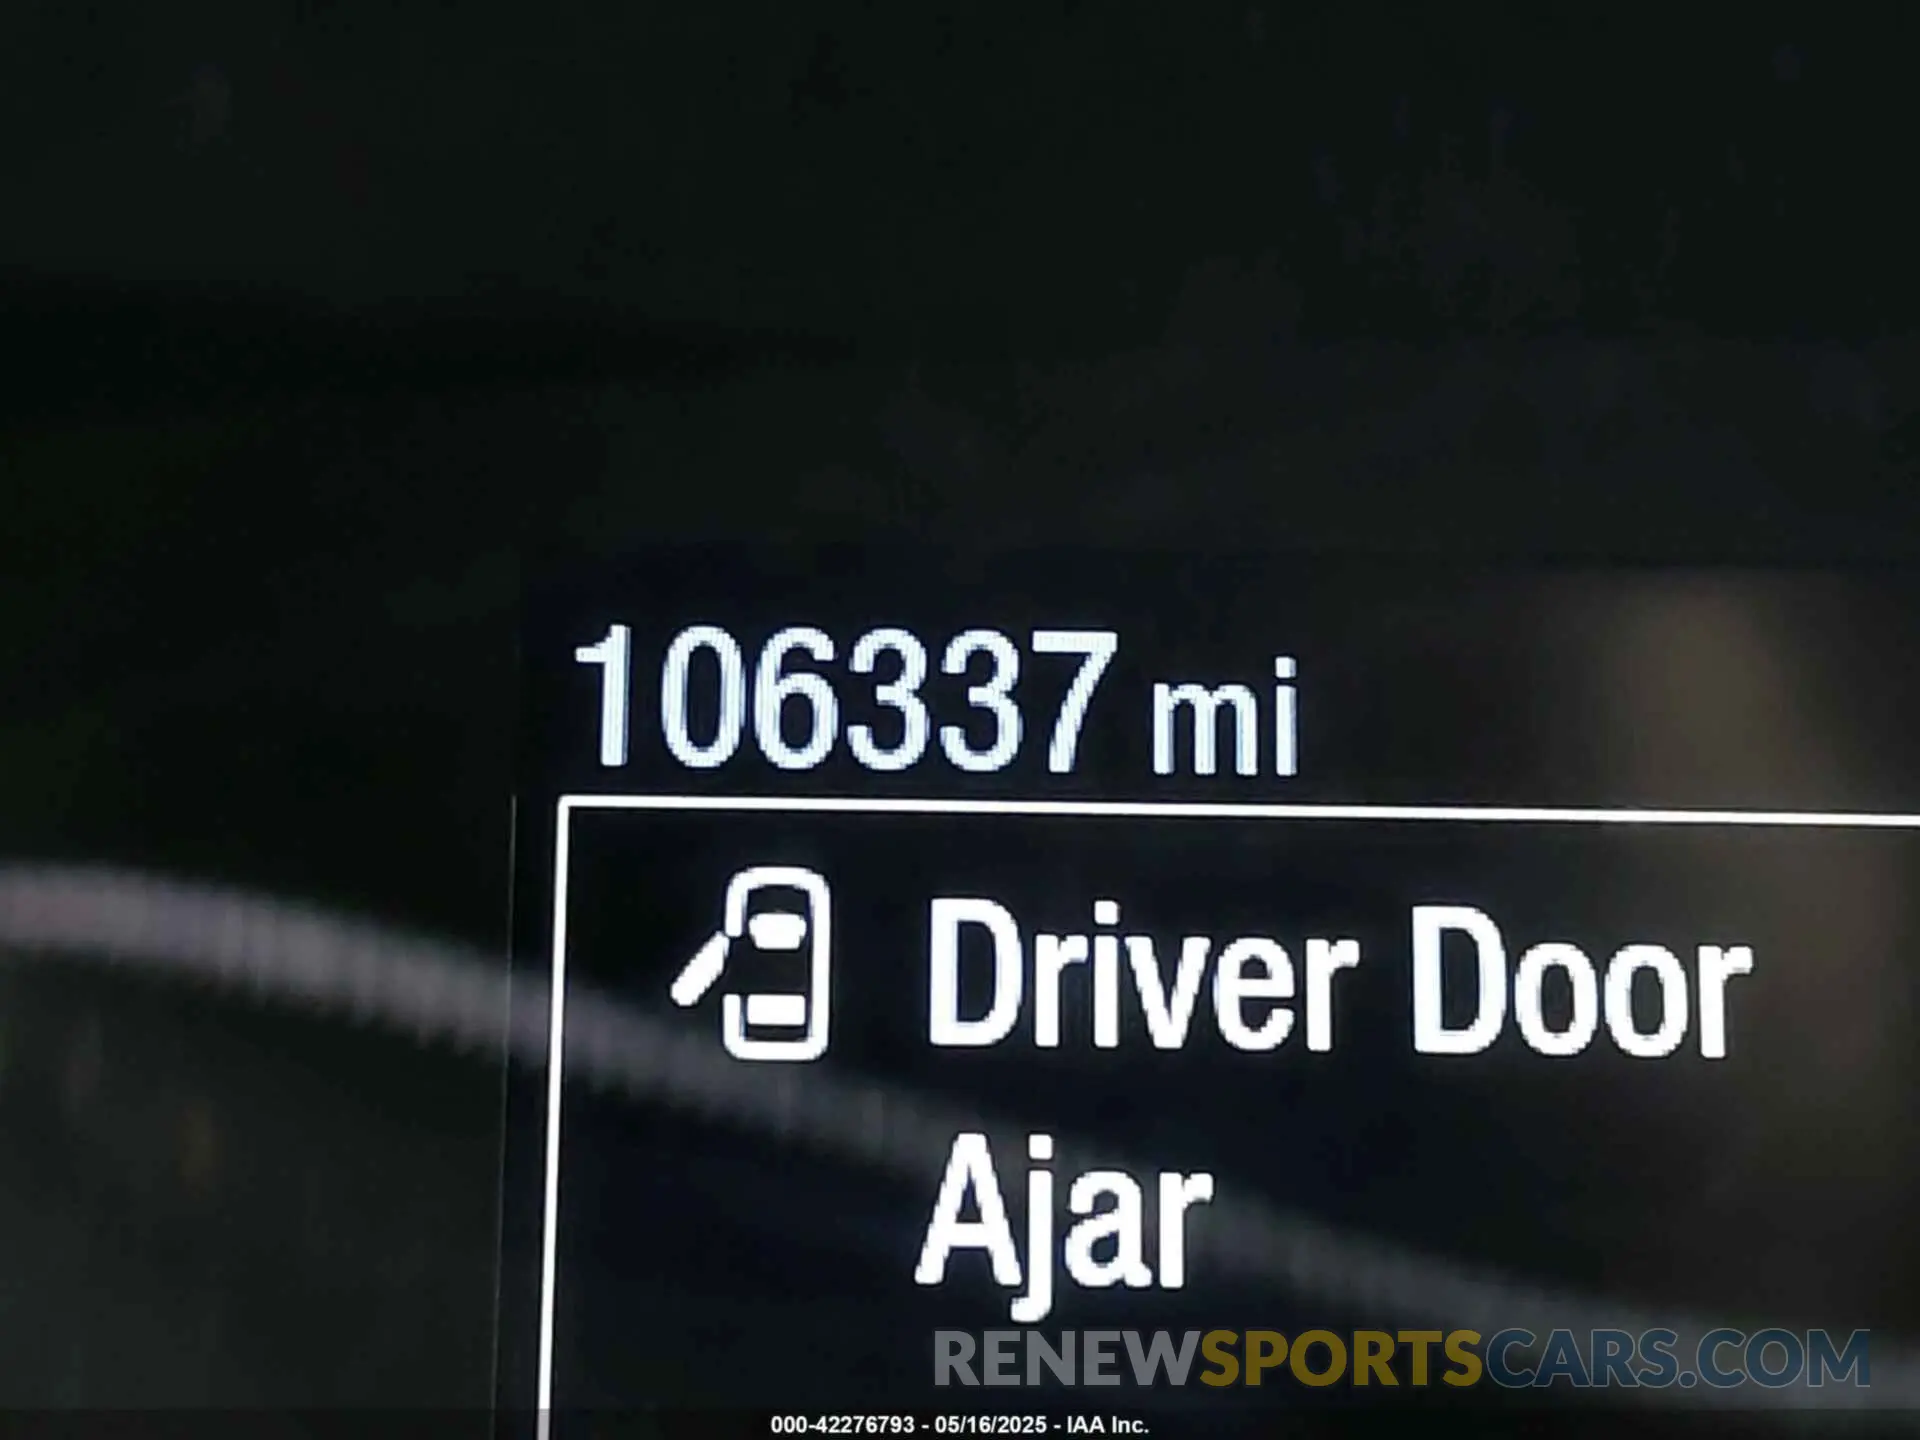 106337 mi
Driver Door
Ajar
RENEWSPORTSCARS.COM
000-42276793 - 05/16/2025 - IAA Inc.